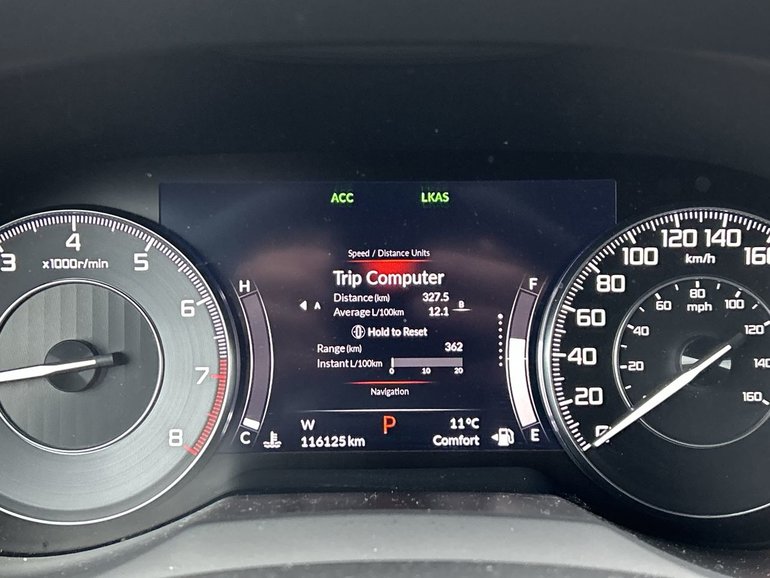 ACC LKAS
Speed / Distance Units
Trip Computer
A Distance (km) 327.5 B
Average L/100km 12.1
Hold to Reset
Range (km) 362
Instant L/100km
0 10 20
Navigation
W P 11°C
116125 km Comfort
H
C
F
E
3 4 5 6 7 8
x1000r/min
0 20 40 60 80 100 120 140 160
km/h
20 40 60 80 100 120 140 160
mph